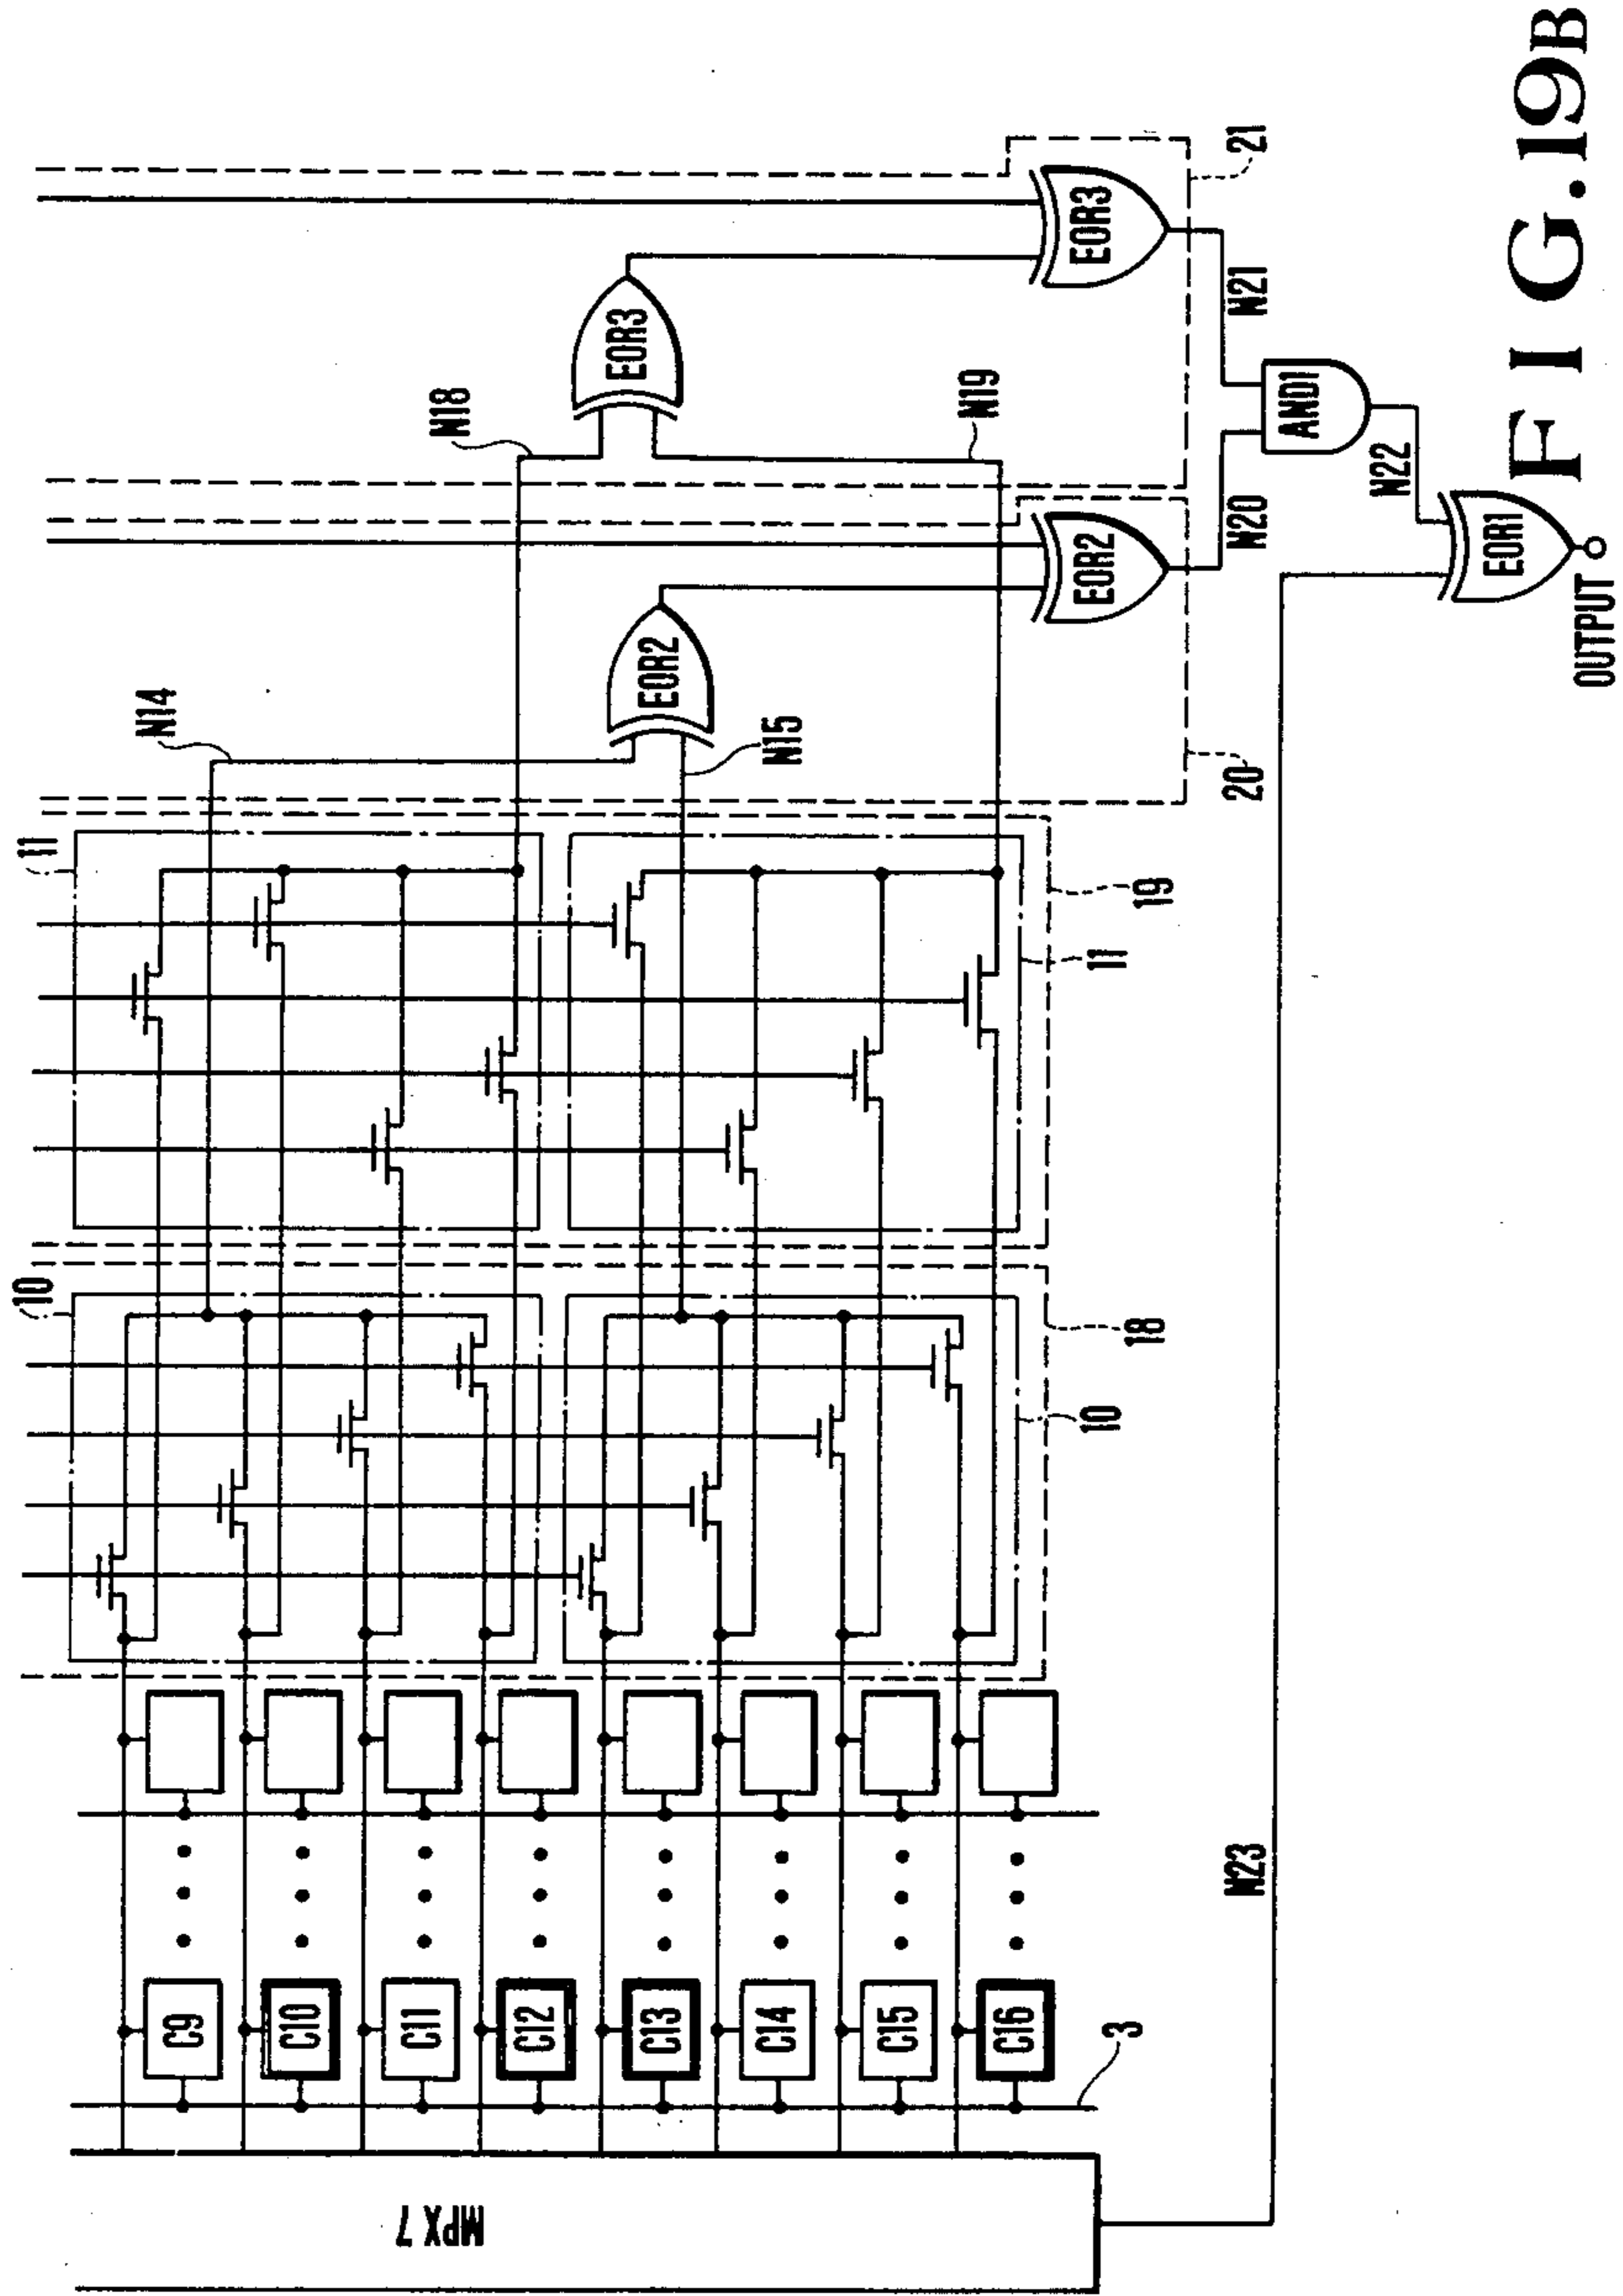 11
10
N14
N18
EOR3
EOR2
N15
N19
EOR3
EOR2
21
20
19
11
18
10
N21
N20
AND1
N22
EOR1
OUTPUT
C9
C10
C11
C12
C13
C14
C15
C16
3
MPX 7
N23
FIG.19B